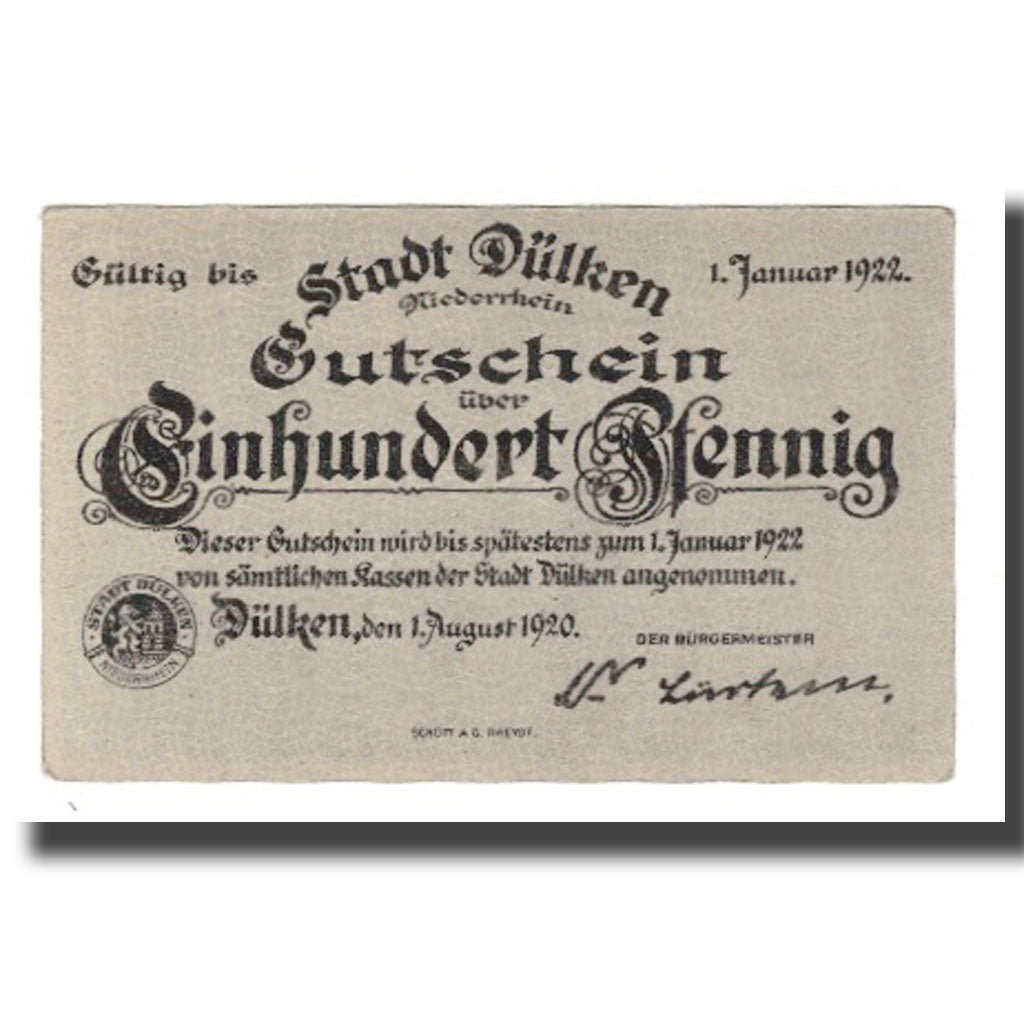 Gültig bis
Stadt Dülken
1. Januar 1922.
Niederrhein
Gutschein
über
Einhundert Pfennig
Dieser Gutschein wird bis spätestens zum 1. Januar 1922
von sämtlichen Kassen der Stadt Dülken angenommen.
STADT DÜLKEN
NIEDERRHEIN
Dülken, den 1. August 1920.
DER BÜRGERMEISTER
SCHÖTT A.G. RHEYDT.